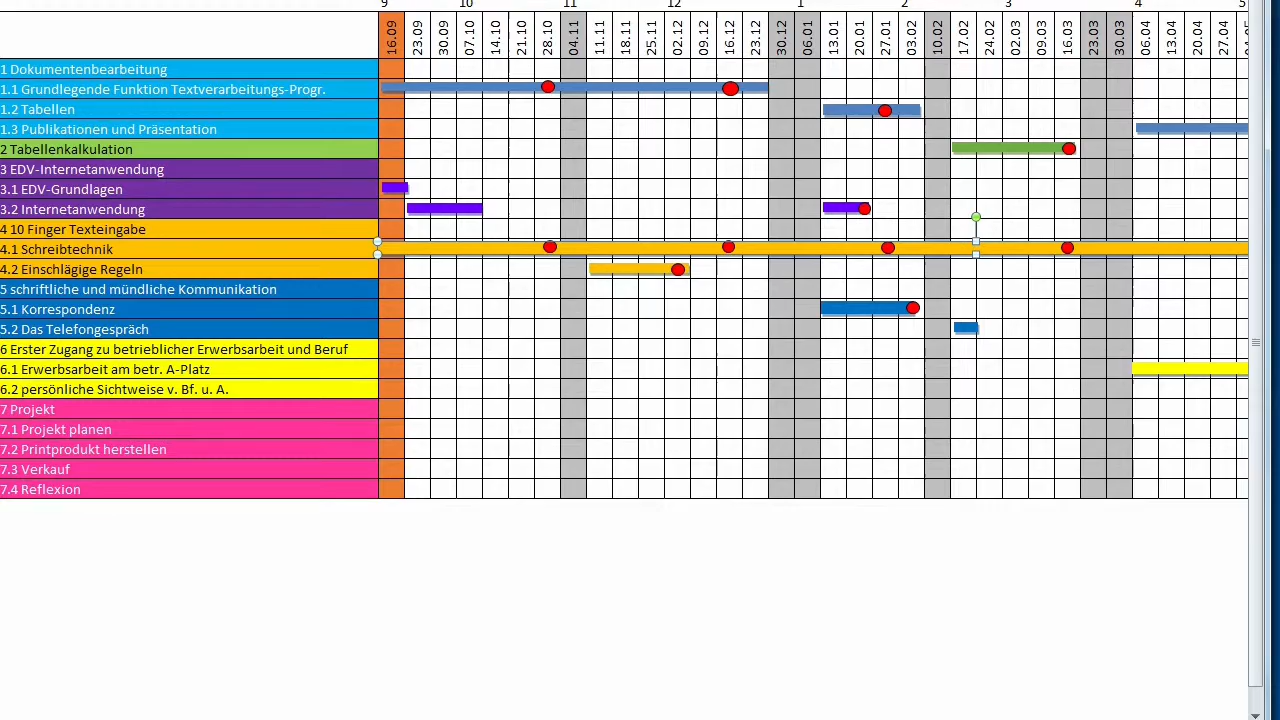 9 10 11 12 1 2 3 4 5
16.09 23.09 30.09 07.10 14.10 21.10 28.10 04.11 11.11 18.11 25.11 02.12 09.12 16.12 23.12 30.12 06.01 13.01 20.01 27.01 03.02 10.02 17.02 24.02 02.03 09.03 16.03 23.03 30.03 06.04 13.04 20.04 27.04
1 Dokumentenbearbeitung
1.1 Grundlegende Funktion Textverarbeitungs-Progr.
1.2 Tabellen
1.3 Publikationen und Präsentation
2 Tabellenkalkulation
3 EDV-Internetanwendung
3.1 EDV-Grundlagen
3.2 Internetanwendung
4 10 Finger Texteingabe
4.1 Schreibtechnik
4.2 Einschlägige Regeln
5 schriftliche und mündliche Kommunikation
5.1 Korrespondenz
5.2 Das Telefongespräch
6 Erster Zugang zu betrieblicher Erwerbsarbeit und Beruf
6.1 Erwerbsarbeit am betr. A-Platz
6.2 persönliche Sichtweise v. Bf. u. A.
7 Projekt
7.1 Projekt planen
7.2 Printprodukt herstellen
7.3 Verkauf
7.4 Reflexion